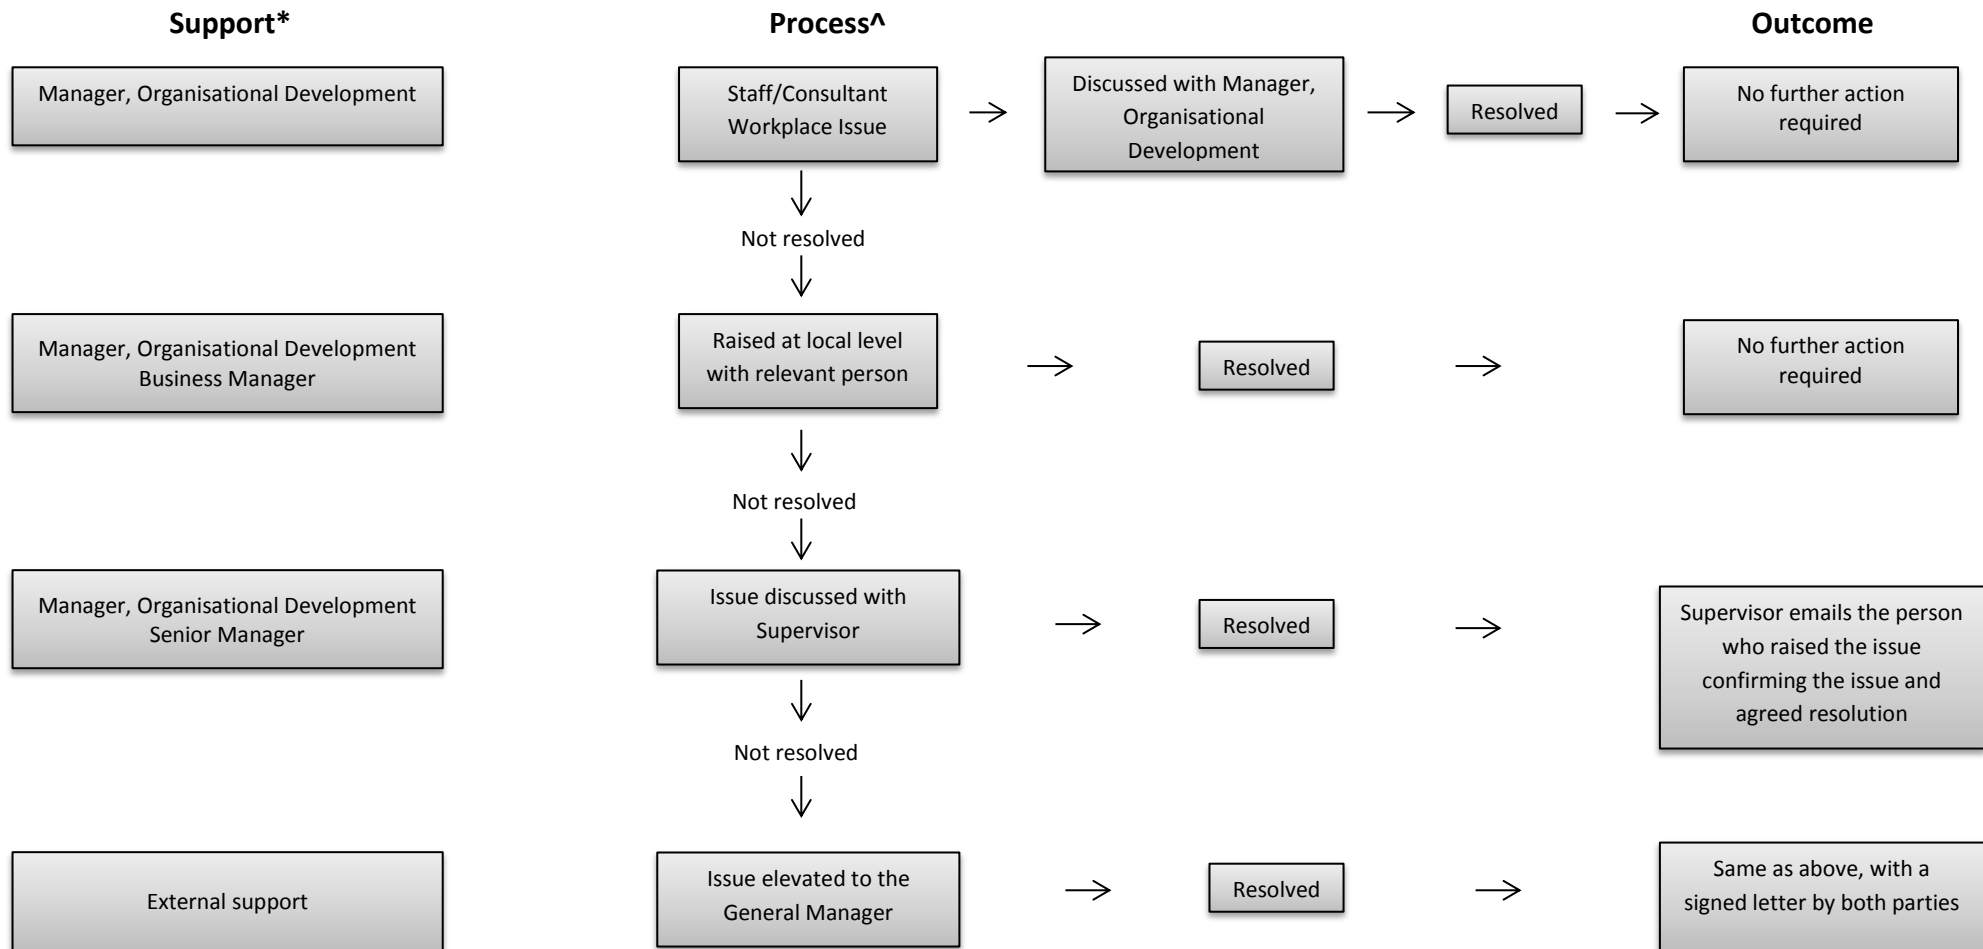 Support*
Process^
Outcome
Manager, Organisational Development
Staff/Consultant
Workplace Issue
Discussed with Manager,
Organisational
Development
Resolved
No further action
required
Not resolved
Manager, Organisational Development
Business Manager
Raised at local level
with relevant person
Resolved
No further action
required
Not resolved
Manager, Organisational Development
Senior Manager
Issue discussed with
Supervisor
Resolved
Supervisor emails the person
who raised the issue
confirming the issue and
agreed resolution
Not resolved
External support
Issue elevated to the
General Manager
Resolved
Same as above, with a
signed letter by both parties